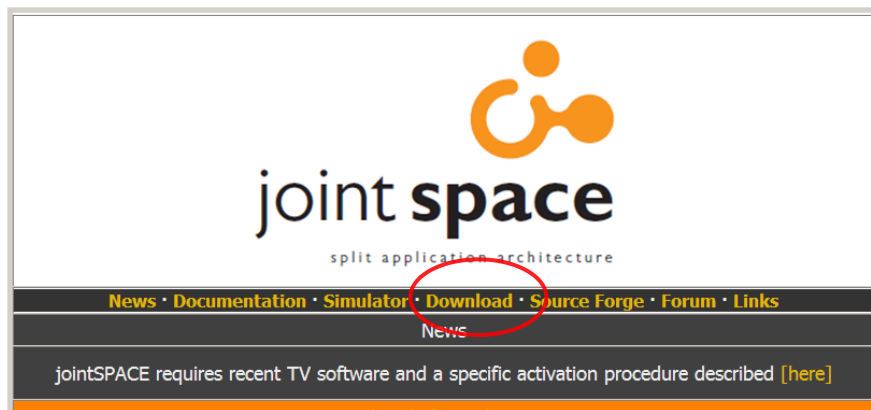 joint space
split application architecture
News · Documentation · Simulator · Download · Source Forge · Forum · Links
News
jointSPACE requires recent TV software and a specific activation procedure described [here]